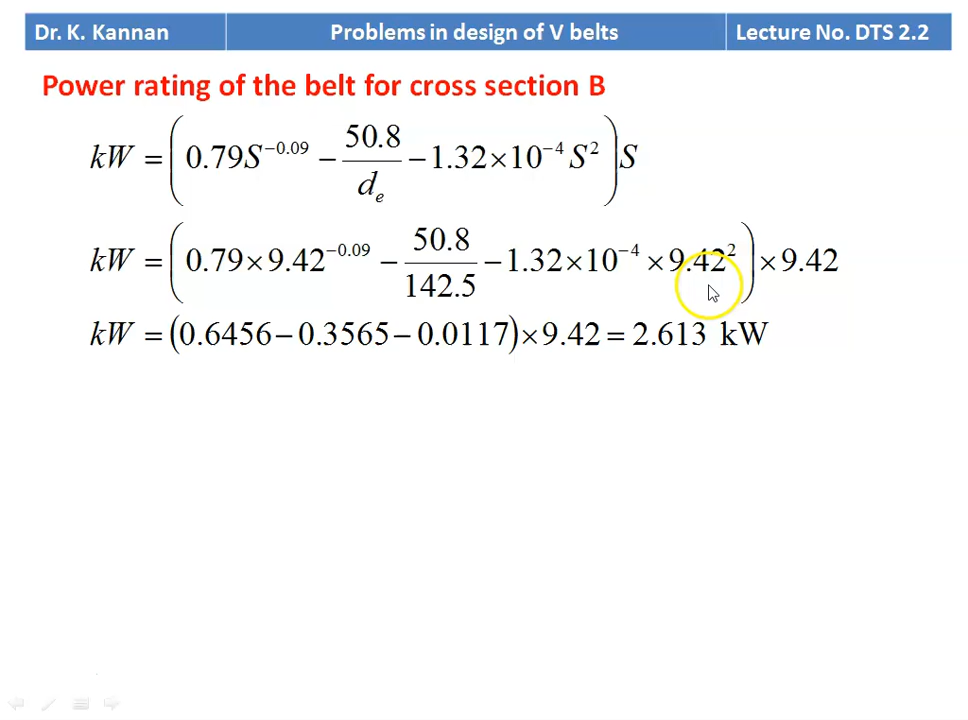 Dr. K. Kannan Problems in design of V belts Lecture No. DTS 2.2
Power rating of the belt for cross section B
kW = (0.79S^{-0.09} - 50.8/d_e - 1.32×10^{-4} S^2) S
kW = (0.79×9.42^{-0.09} - 50.8/142.5 - 1.32×10^{-4}×9.42^2)×9.42
kW = (0.6456-0.3565-0.0117)×9.42 = 2.613 kW